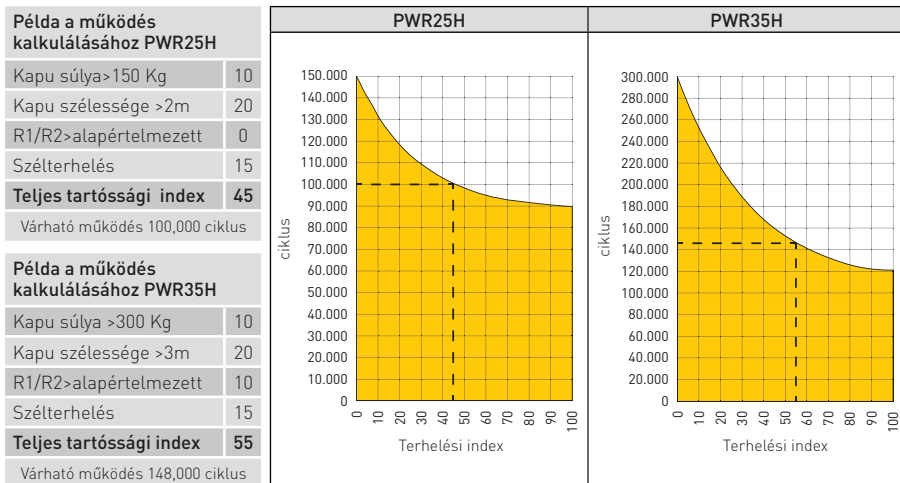 Példa a működés
kalkulálásához PWR25H
Kapu súlya>150 Kg 10
Kapu szélessége >2m 20
R1/R2>alapértelmezett 0
Szélterhelés 15
Teljes tartóssági index 45
Várható működés 100,000 ciklus
Példa a működés
kalkulálásához PWR35H
Kapu súlya >300 Kg 10
Kapu szélessége >3m 20
R1/R2>alapértelmezett 10
Szélterhelés 15
Teljes tartóssági index 55
Várható működés 148,000 ciklus
PWR25H
150.000
140.000
130.000
120.000
110.000
100.000
90.000
80.000
70.000
60.000
50.000
40.000
30.000
20.000
10.000
0
ciklus
0 10 20 30 40 50 60 70 80 90 100
Terhelési index
PWR35H
300.000
280.000
260.000
240.000
220.000
200.000
180.000
160.000
140.000
120.000
100.000
80.000
60.000
40.000
20.000
0
ciklus
0 10 20 30 40 50 60 70 80 90 100
Terhelési index